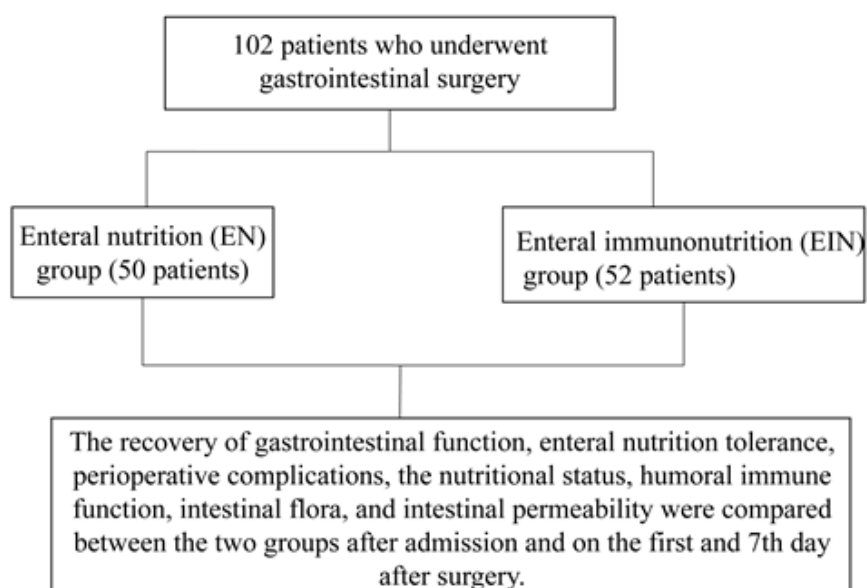 102 patients who underwent
gastrointestinal surgery
Enteral nutrition (EN)
group (50 patients)
Enteral immunonutrition (EIN)
group (52 patients)
The recovery of gastrointestinal function, enteral nutrition tolerance,
perioperative complications, the nutritional status, humoral immune
function, intestinal flora, and intestinal permeability were compared
between the two groups after admission and on the first and 7th day
after surgery.